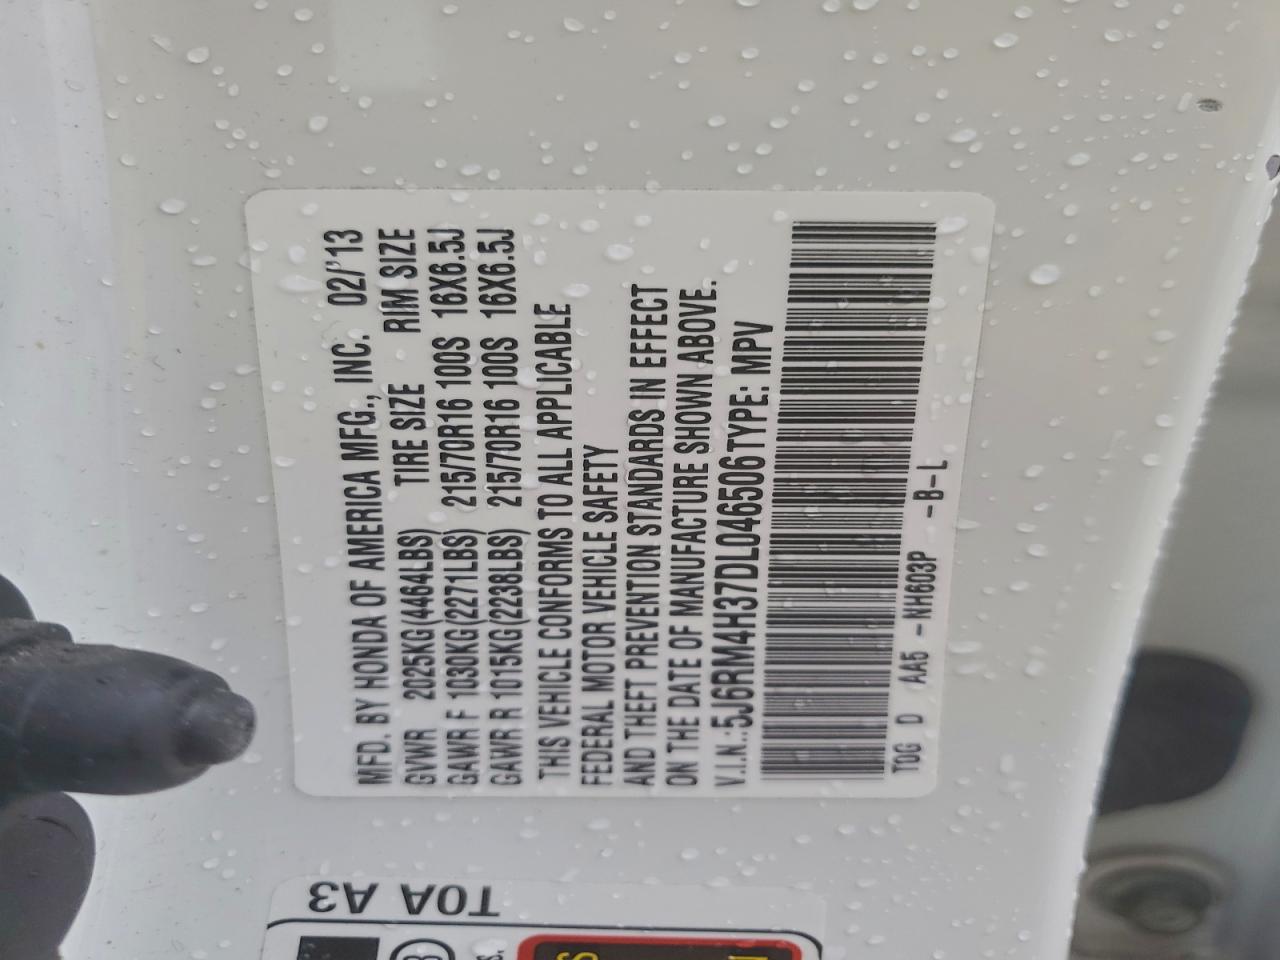 MFD. BY HONDA OF AMERICA MFG., INC. 02/'13
GVWR 2025KG(4464LBS) TIRE SIZE RIM SIZE
GAWR F 1030KG(2271LBS) 215/70R16 100S 16X6.5J
GAWR R 1015KG(2238LBS) 215/70R16 100S 16X6.5J
THIS VEHICLE CONFORMS TO ALL APPLICABLE
FEDERAL MOTOR VEHICLE SAFETY
AND THEFT PREVENTION STANDARDS IN EFFECT
ON THE DATE OF MANUFACTURE SHOWN ABOVE.
V.I.N.:5J6RM4H37DL046506TYPE: MPV
TOG D AA5 -NH603P -B-L
T0A A3